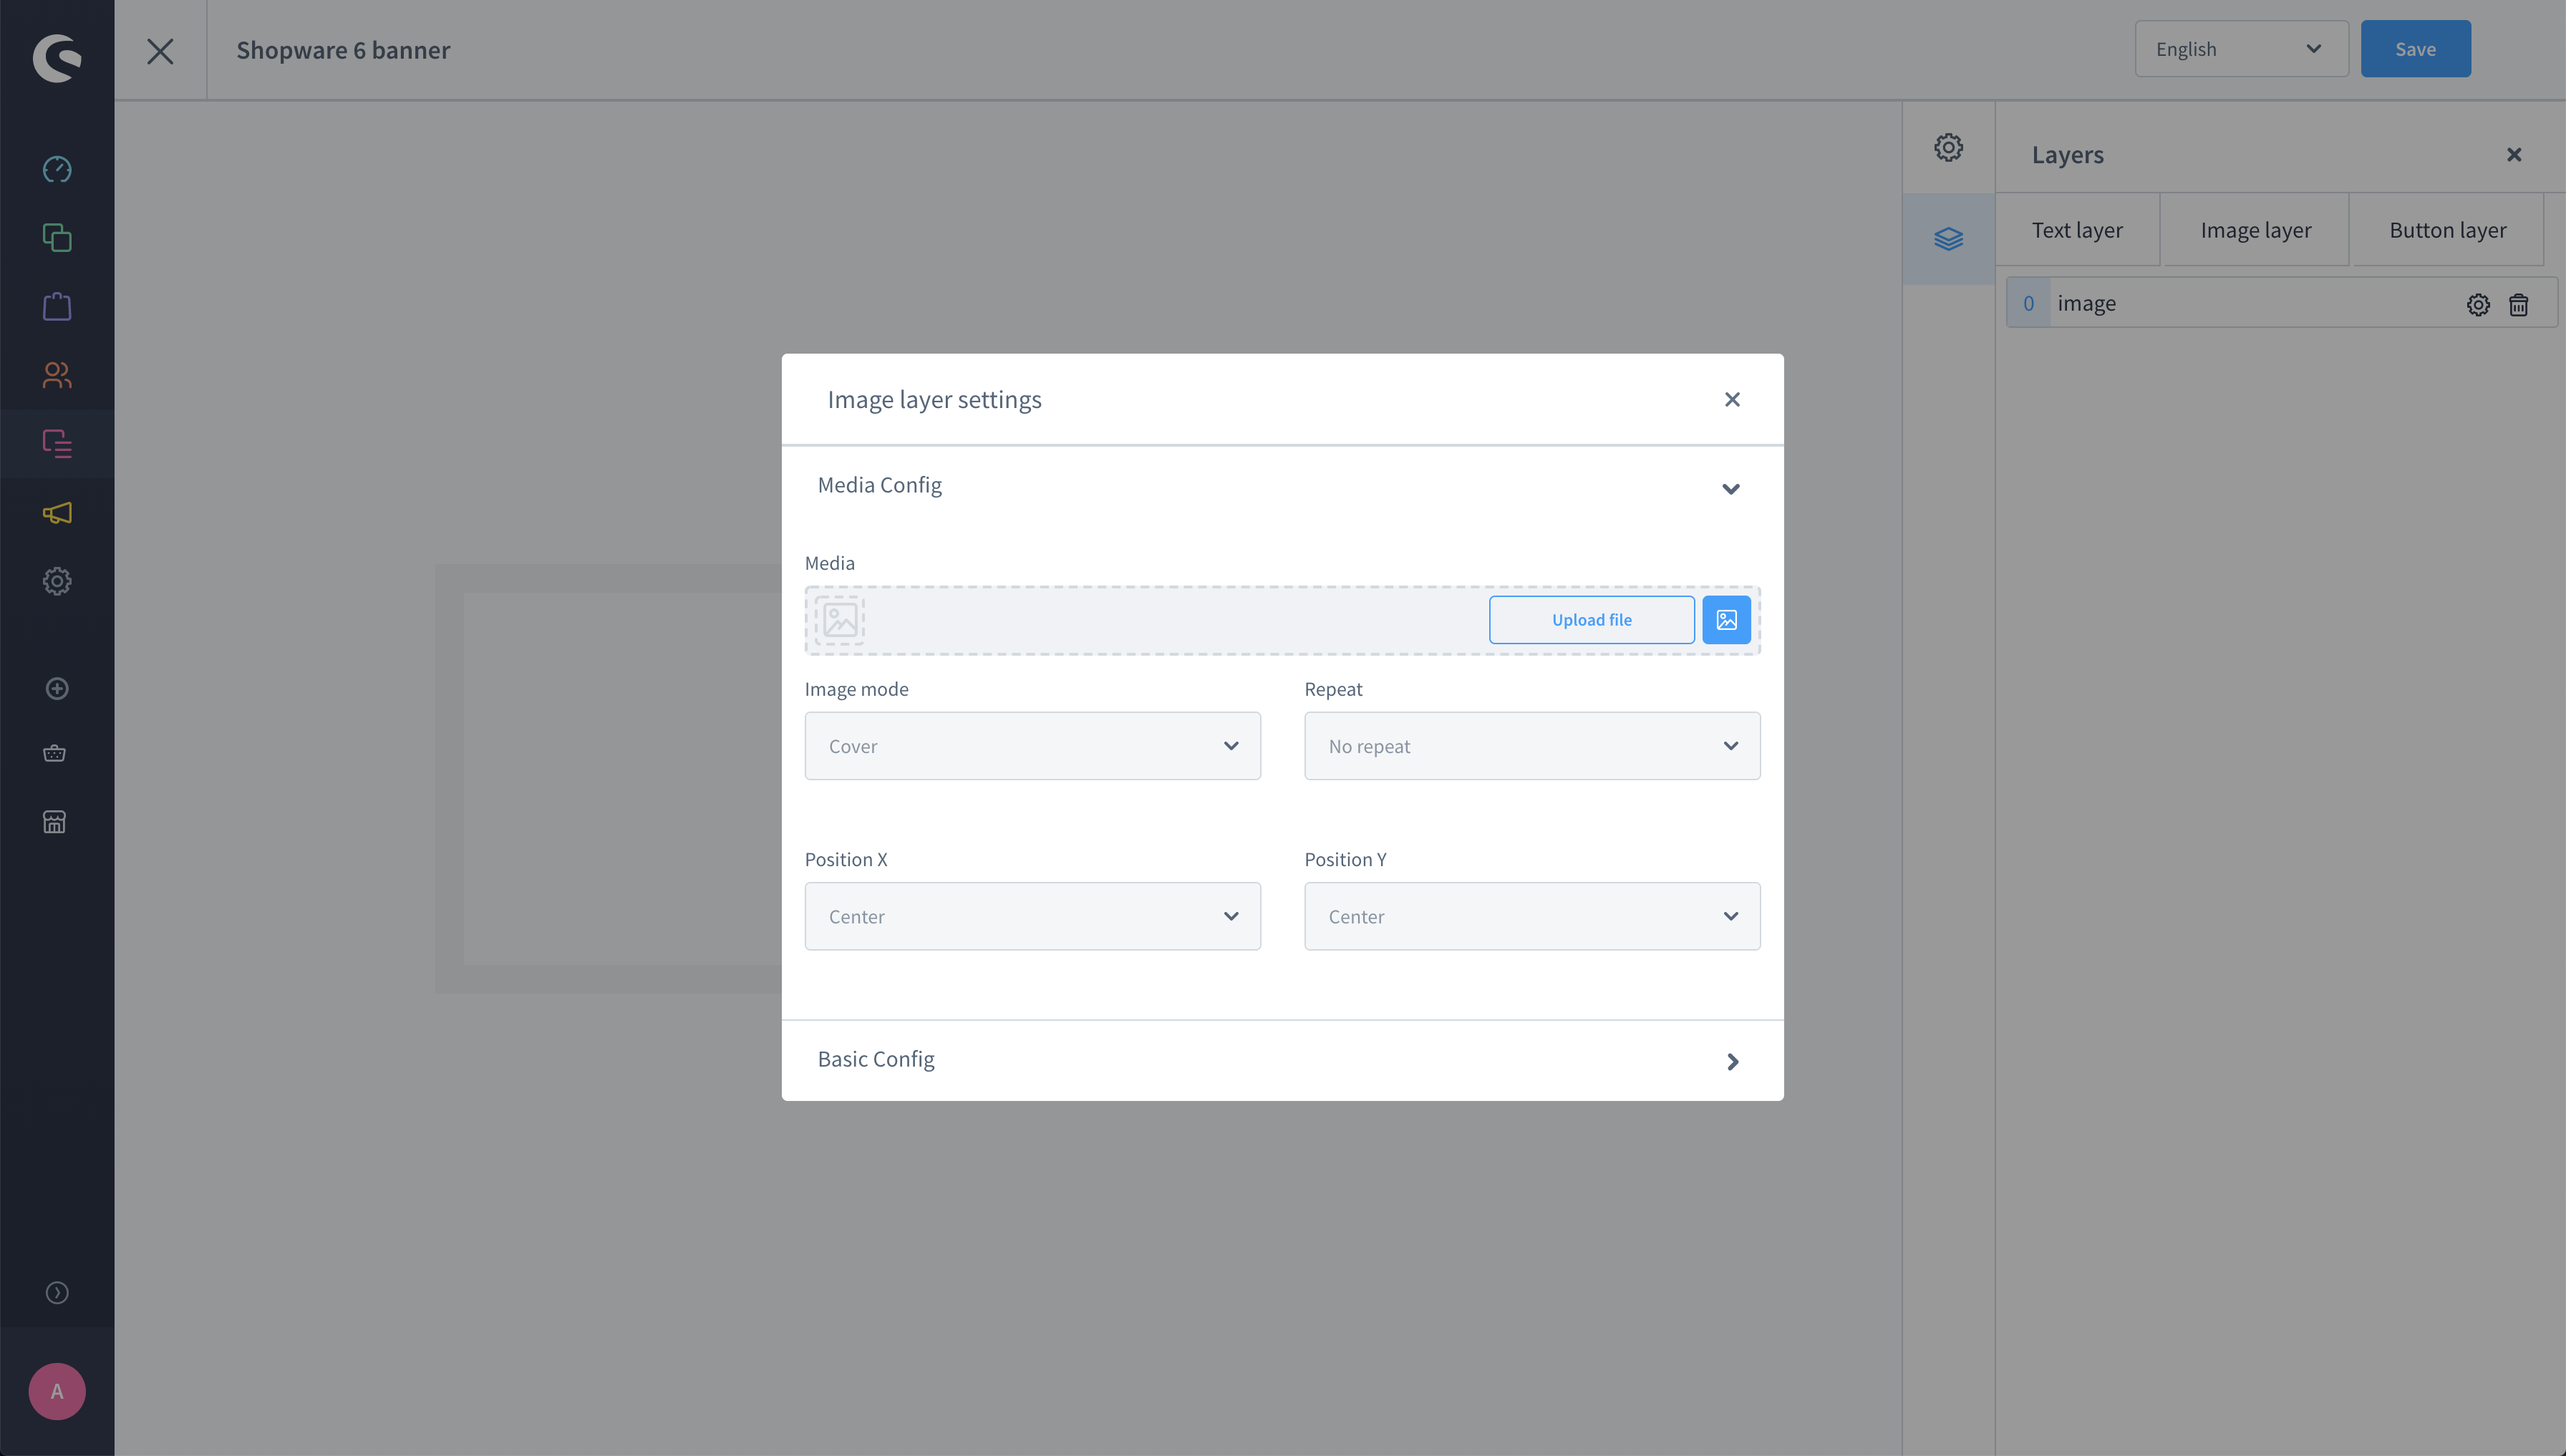 Shopware 6 banner
English
Save
Layers
Text layer
Image layer
Button layer
0 image
Image layer settings
Media Config
Media
Upload file
Image mode
Repeat
Cover
No repeat
Position X
Position Y
Center
Center
Basic Config
A